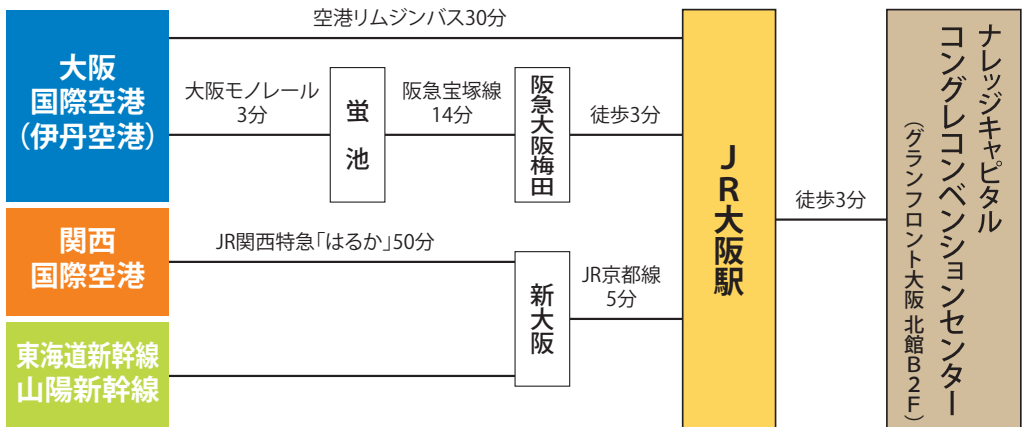 空港リムジンバス30分
大阪
国際空港
（伊丹空港）
大阪モノレール
3分
蛍池
阪急宝塚線
14分
阪急大阪梅田
徒歩3分
関西
国際空港
JR関西特急「はるか」50分
東海道新幹線
山陽新幹線
新大阪
JR京都線
5分
JR大阪駅
徒歩3分
ナレッジキャピタル
コングレコンベンションセンター
（グランフロント大阪 北館B2F）